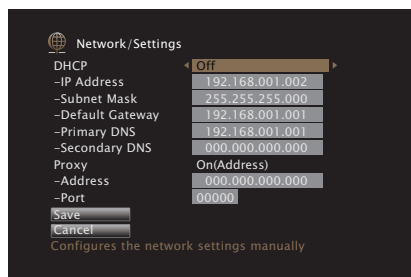 Network/Settings
DHCP Off
–IP Address 192.168.001.002
–Subnet Mask 255.255.255.000
–Default Gateway 192.168.001.001
–Primary DNS 192.168.001.001
–Secondary DNS 000.000.000.000
Proxy On(Address)
–Address 000.000.000.000
–Port 00000
Save
Cancel
Configures the network settings manually